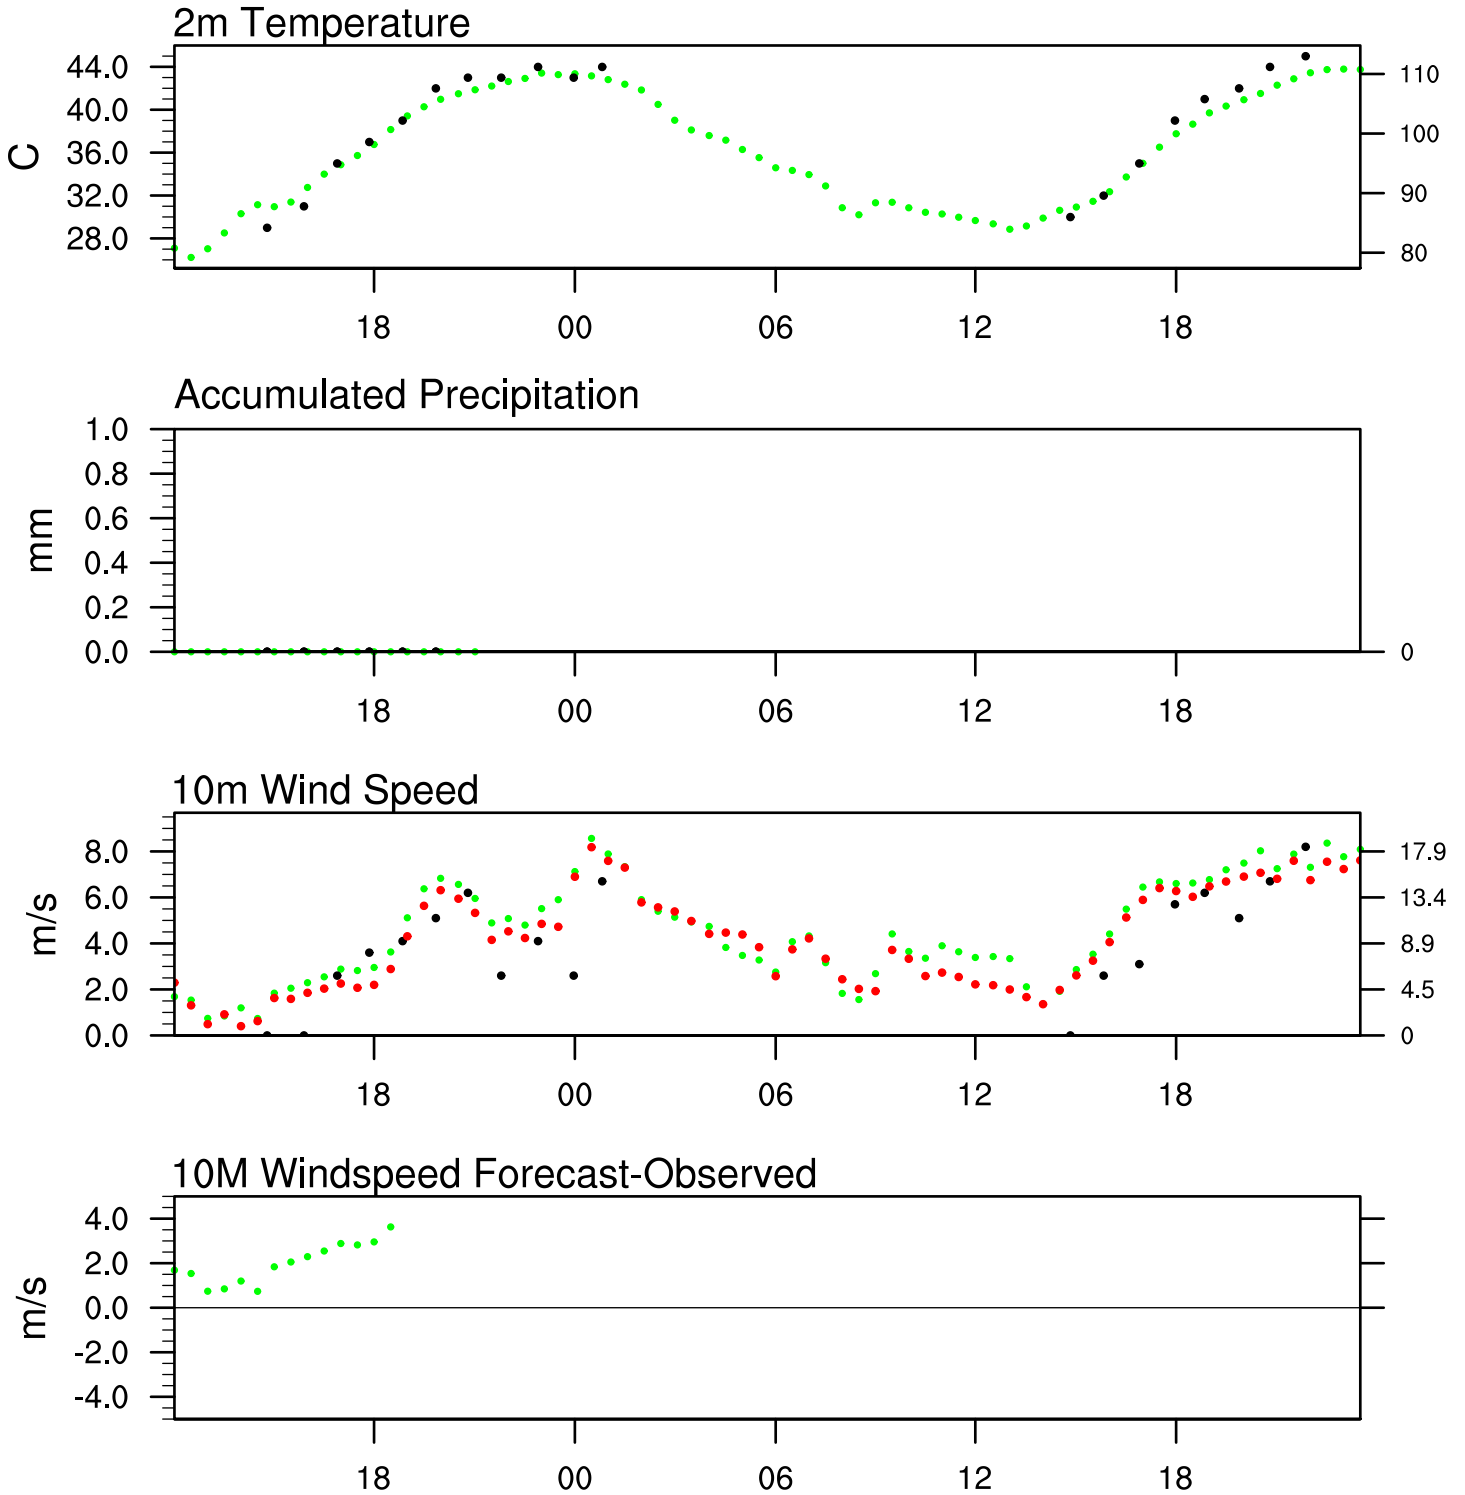 2m Temperature
44.0
40.0
36.0
32.0
28.0
C
110
100
90
80
18 00 06 12 18
Accumulated Precipitation
1.0
0.8
0.6
0.4
0.2
0.0
mm
0
18 00 06 12 18
10m Wind Speed
8.0
6.0
4.0
2.0
0.0
m/s
17.9
13.4
8.9
4.5
0
18 00 06 12 18
10M Windspeed Forecast-Observed
4.0
2.0
0.0
-2.0
-4.0
m/s
18 00 06 12 18